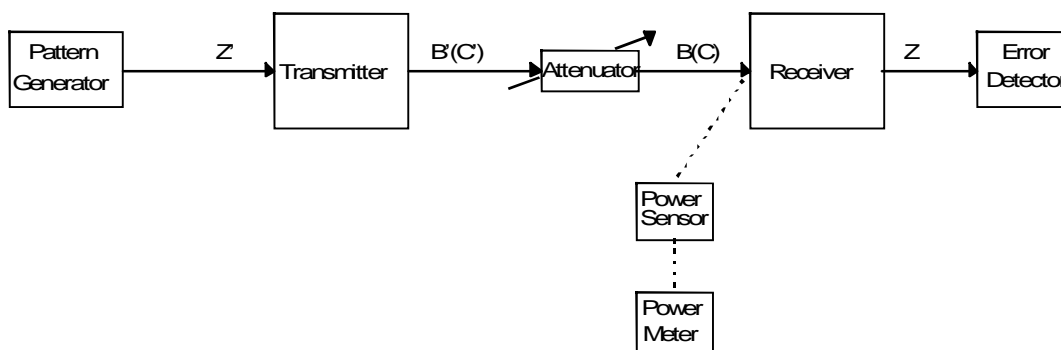 Pattern
Generator
Z'
Transmitter
B'(C')
Attenuator
B(C)
Receiver
Z
Error
Detector
Power
Sensor
Power
Meter